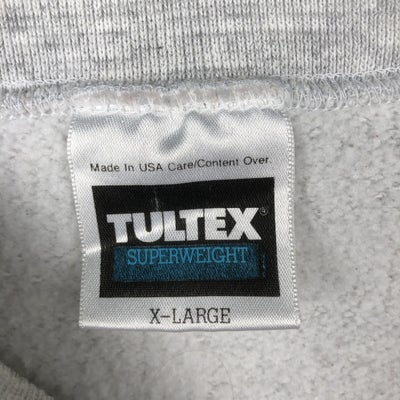 Made In USA Care/Content Over.
TULTEX®
SUPERWEIGHT
X-LARGE